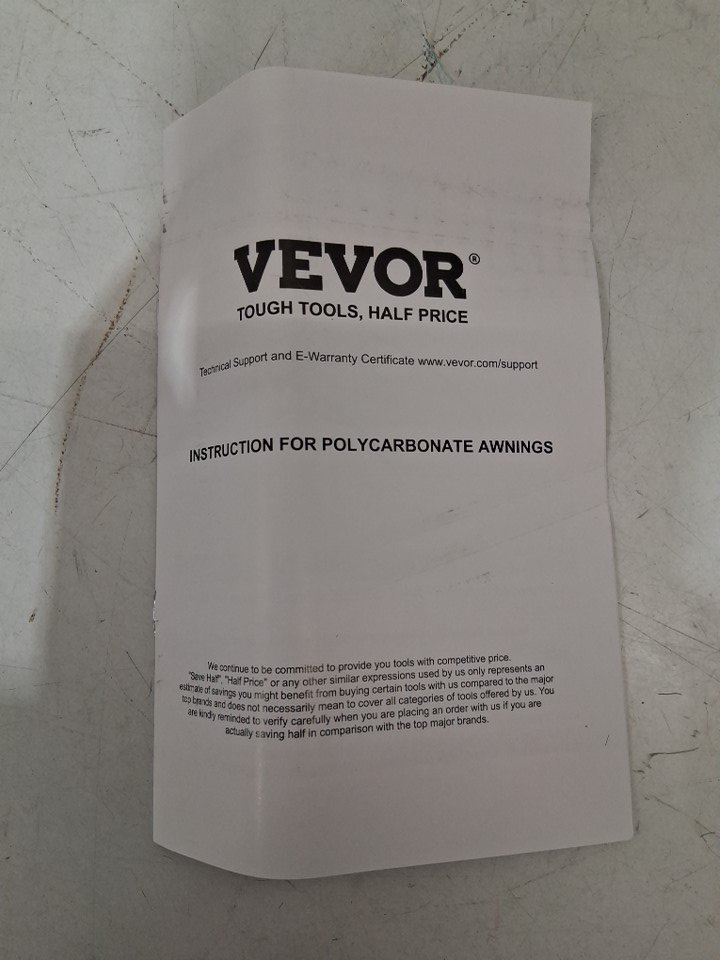 VEVOR®
TOUGH TOOLS, HALF PRICE
Technical Support and E-Warranty Certificate www.vevor.com/support
INSTRUCTION FOR POLYCARBONATE AWNINGS
We continue to be committed to provide you tools with competitive price.
"Save Half", "Half Price" or any other similar expressions used by us only represents an
estimate of savings you might benefit from buying certain tools with us compared to the major
top brands and does not necessarily mean to cover all categories of tools offered by us. You
are kindly reminded to verify carefully when you are placing an order with us if you are
actually saving half in comparison with the top major brands.